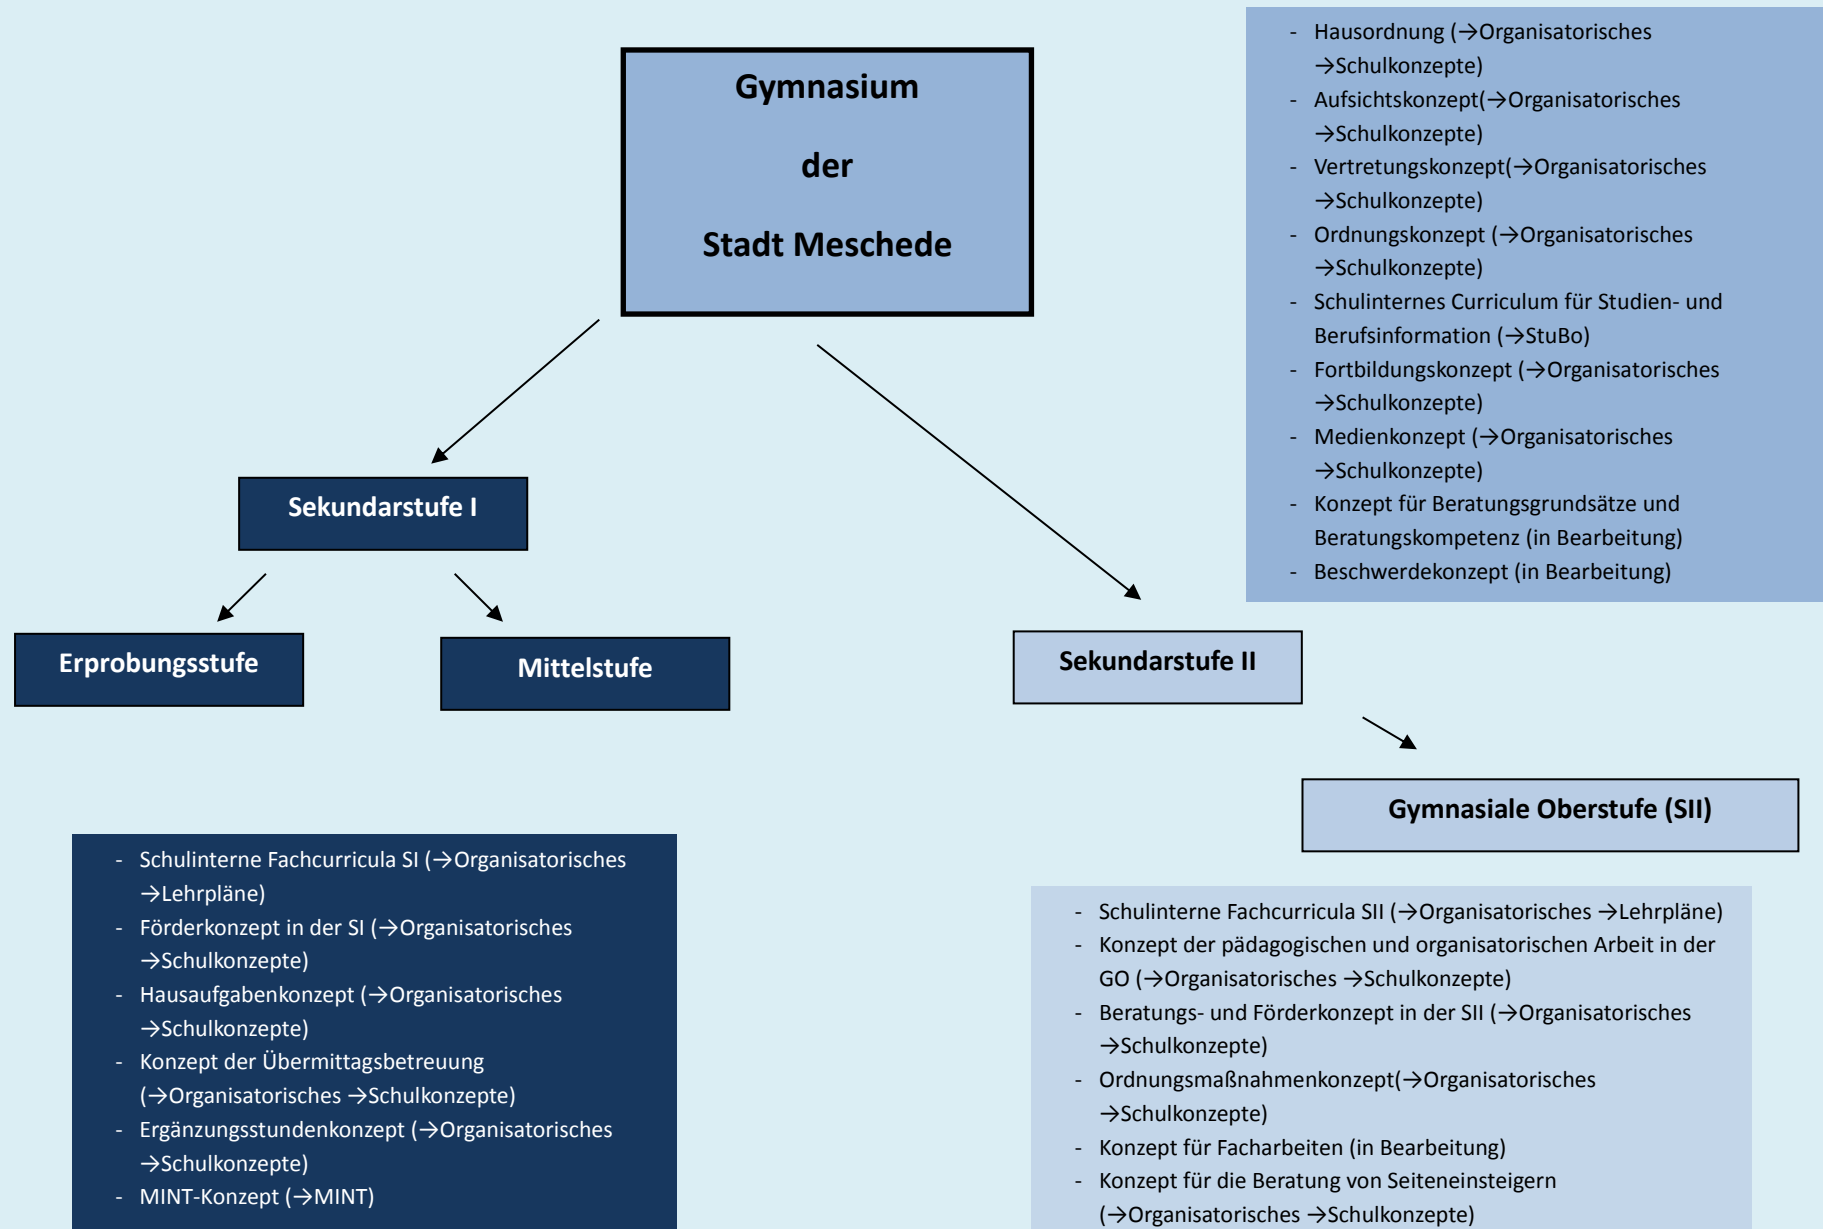 Gymnasium
der
Stadt Meschede
- Hausordnung (→Organisatorisches
→Schulkonzepte)
- Aufsichtskonzept(→Organisatorisches
→Schulkonzepte)
- Vertretungskonzept(→Organisatorisches
→Schulkonzepte)
- Ordnungskonzept (→Organisatorisches
→Schulkonzepte)
- Schulinternes Curriculum für Studien- und
Berufsinformation (→StuBo)
- Fortbildungskonzept (→Organisatorisches
→Schulkonzepte)
- Medienkonzept (→Organisatorisches
→Schulkonzepte)
- Konzept für Beratungsgrundsätze und
Beratungskompetenz (in Bearbeitung)
- Beschwerdekonzept (in Bearbeitung)
Sekundarstufe I
Erprobungsstufe
Mittelstufe
Sekundarstufe II
Gymnasiale Oberstufe (SII)
- Schulinterne Fachcurricula SI (→Organisatorisches
→Lehrpläne)
- Förderkonzept in der SI (→Organisatorisches
→Schulkonzepte)
- Hausaufgabenkonzept (→Organisatorisches
→Schulkonzepte)
- Konzept der Übermittagsbetreuung
(→Organisatorisches →Schulkonzepte)
- Ergänzungsstundenkonzept (→Organisatorisches
→Schulkonzepte)
- MINT-Konzept (→MINT)
- Schulinterne Fachcurricula SII (→Organisatorisches →Lehrpläne)
- Konzept der pädagogischen und organisatorischen Arbeit in der
GO (→Organisatorisches →Schulkonzepte)
- Beratungs- und Förderkonzept in der SII (→Organisatorisches
→Schulkonzepte)
- Ordnungsmaßnahmenkonzept(→Organisatorisches
→Schulkonzepte)
- Konzept für Facharbeiten (in Bearbeitung)
- Konzept für die Beratung von Seiteneinsteigern
(→Organisatorisches →Schulkonzepte)